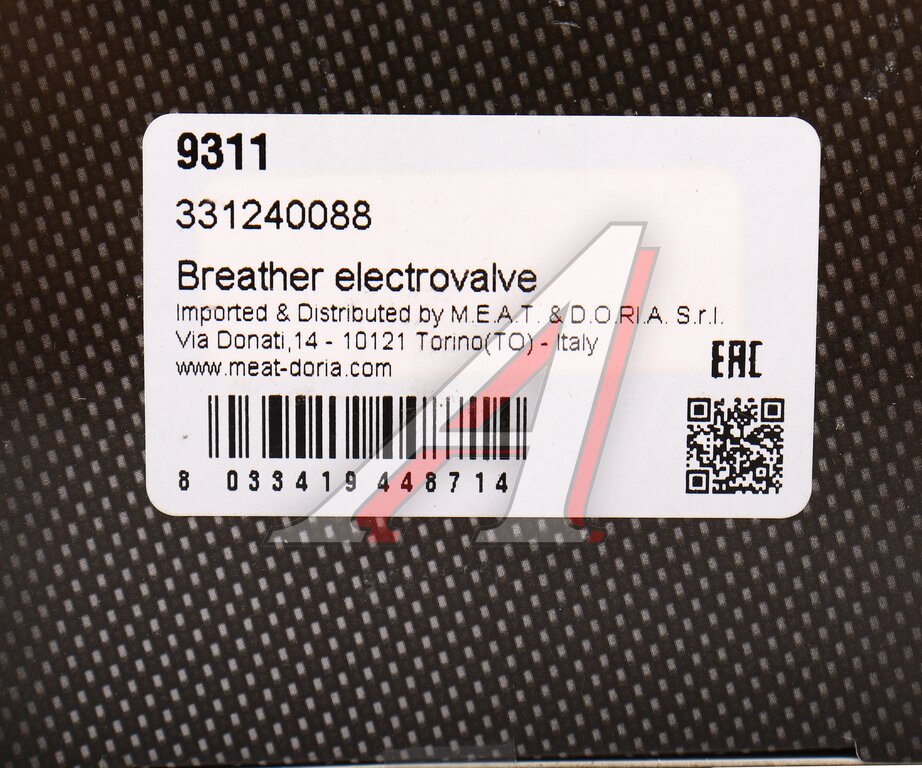 9311
331240088
Breather electrovalve
Imported & Distributed by M.E.A.T. & D.O.RI.A. S.r.l.
Via Donati,14 - 10121 Torino(TO) - Italy
www.meat-doria.com
EAC
8 033419 448714